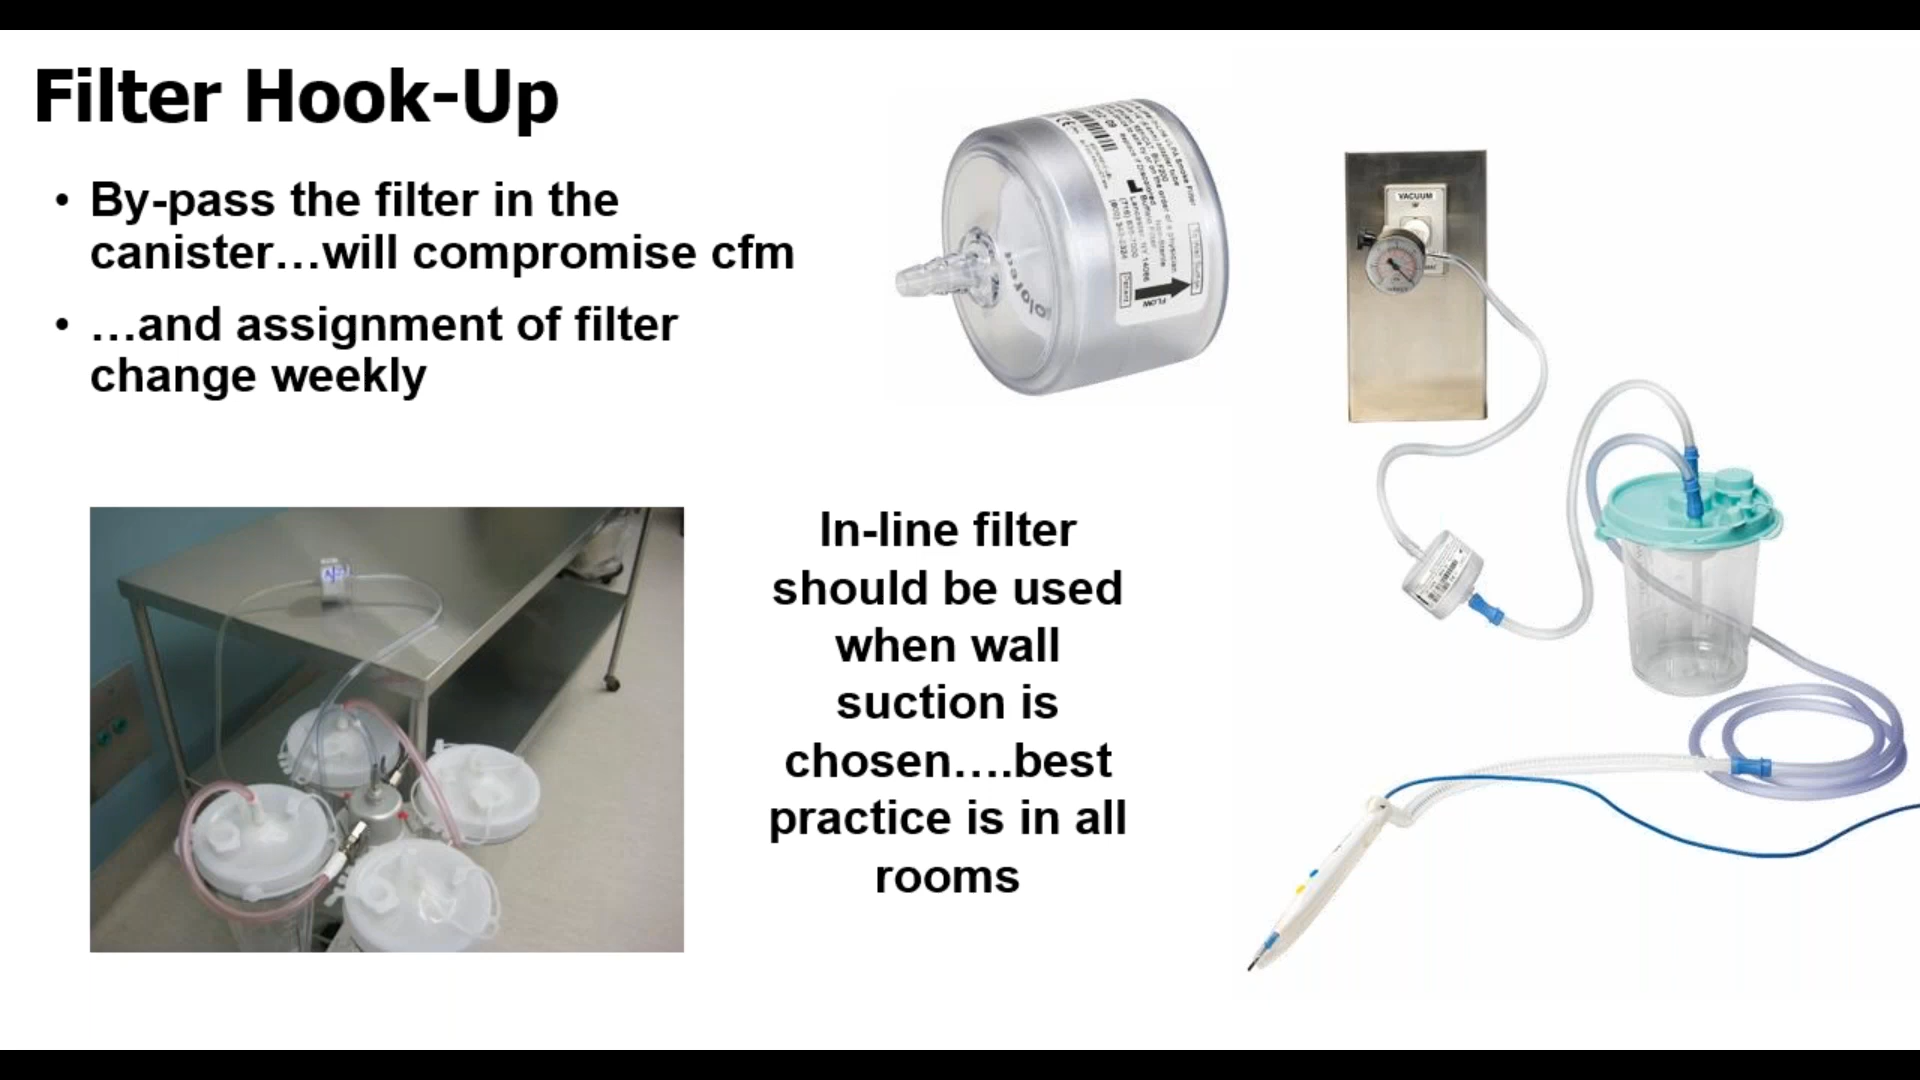 Filter Hook-Up
• By-pass the filter in the
canister…will compromise cfm
• …and assignment of filter
change weekly
In-line filter
should be used
when wall
suction is
chosen….best
practice is in all
rooms
VACUUM
FLOW